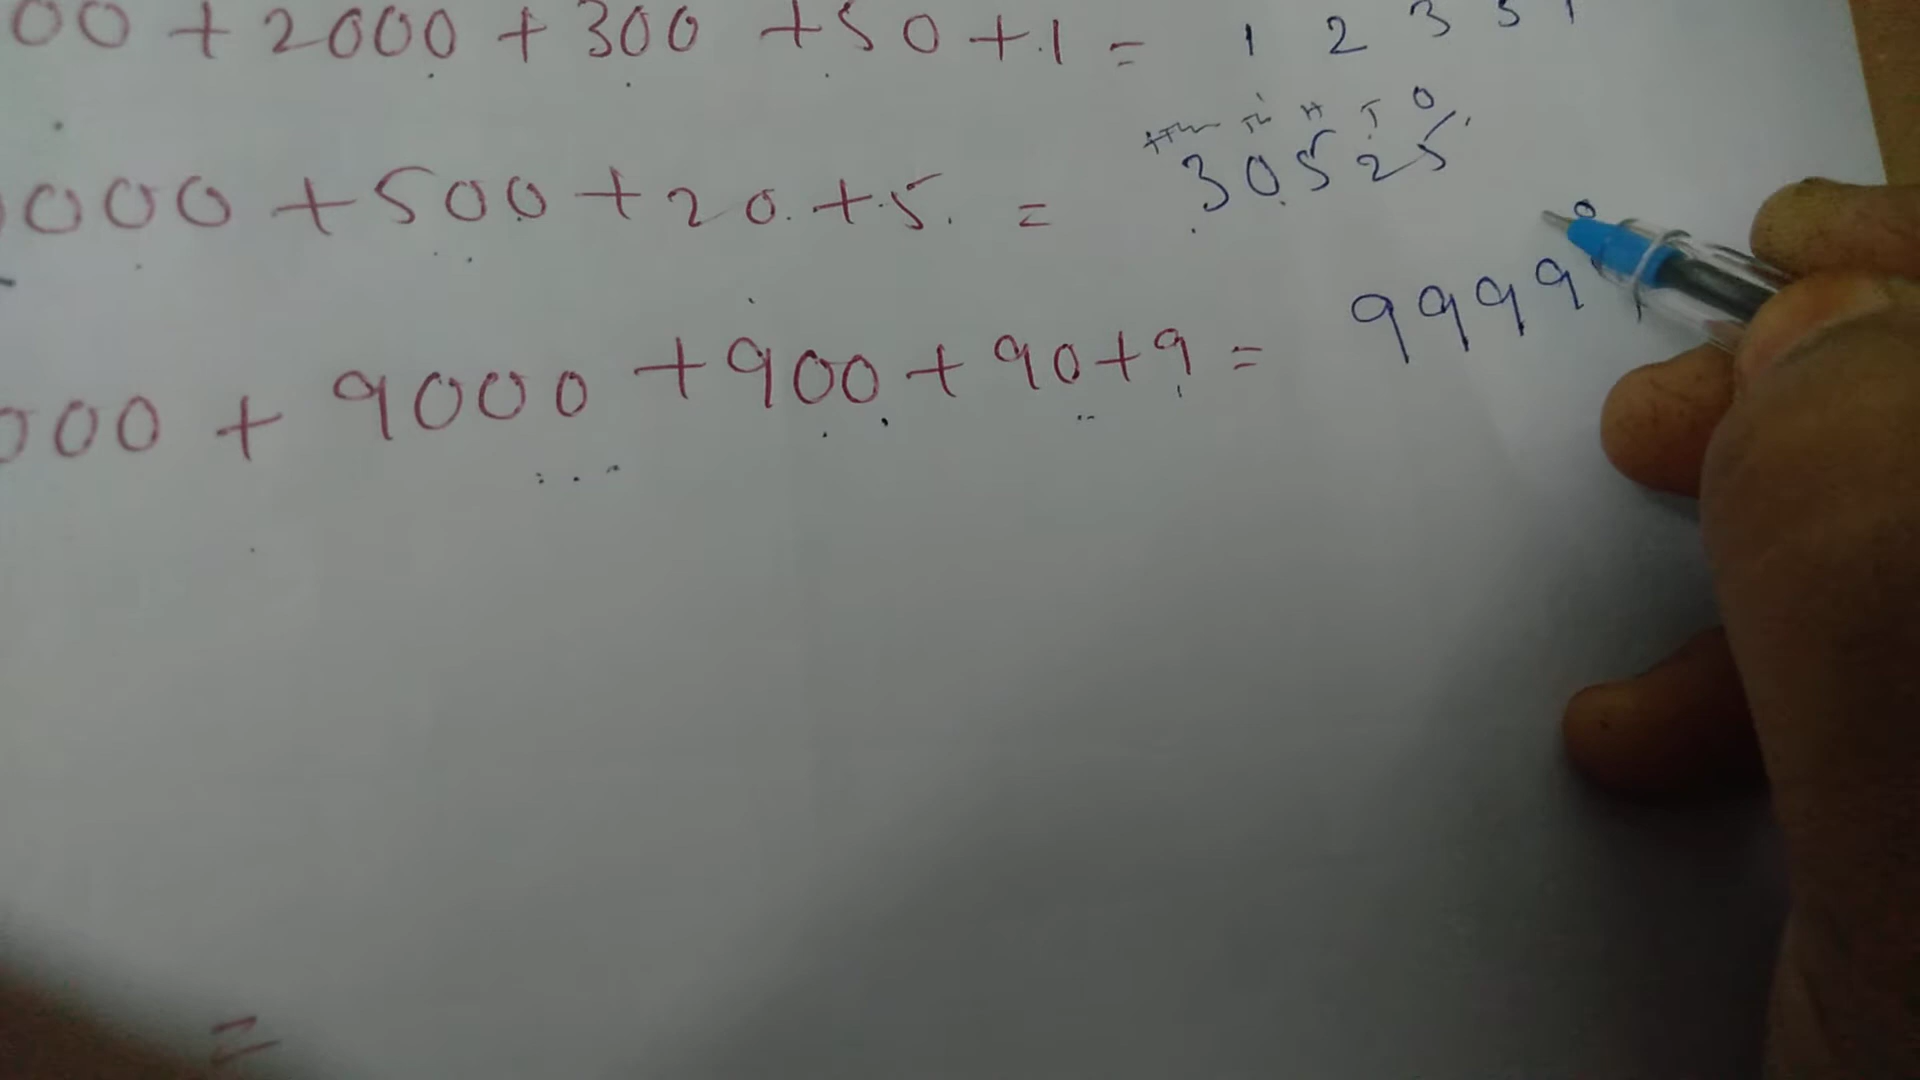 00 + 2000 + 300 + 50 + 1 = 1 2 3 5 1
TTh Th H T O
000 + 500 + 20 + 5 = 30525
O
000 + 9000 + 900 + 90 + 9 = 9999
=